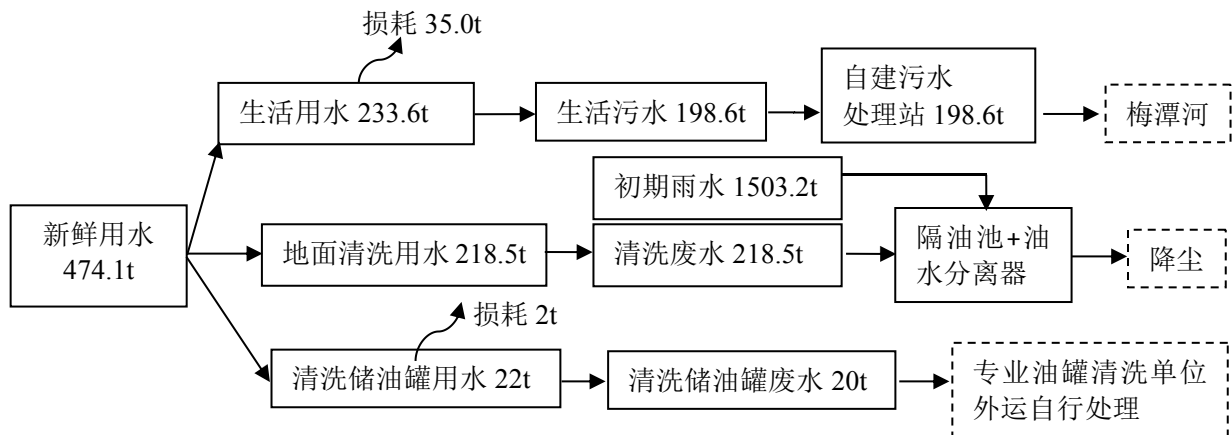 损耗 35.0t
生活用水 233.6t
生活污水 198.6t
自建污水
处理站 198.6t
梅潭河
初期雨水 1503.2t
新鲜用水
474.1t
地面清洗用水 218.5t
清洗废水 218.5t
隔油池+油
水分离器
降尘
损耗 2t
清洗储油罐用水 22t
清洗储油罐废水 20t
专业油罐清洗单位
外运自行处理